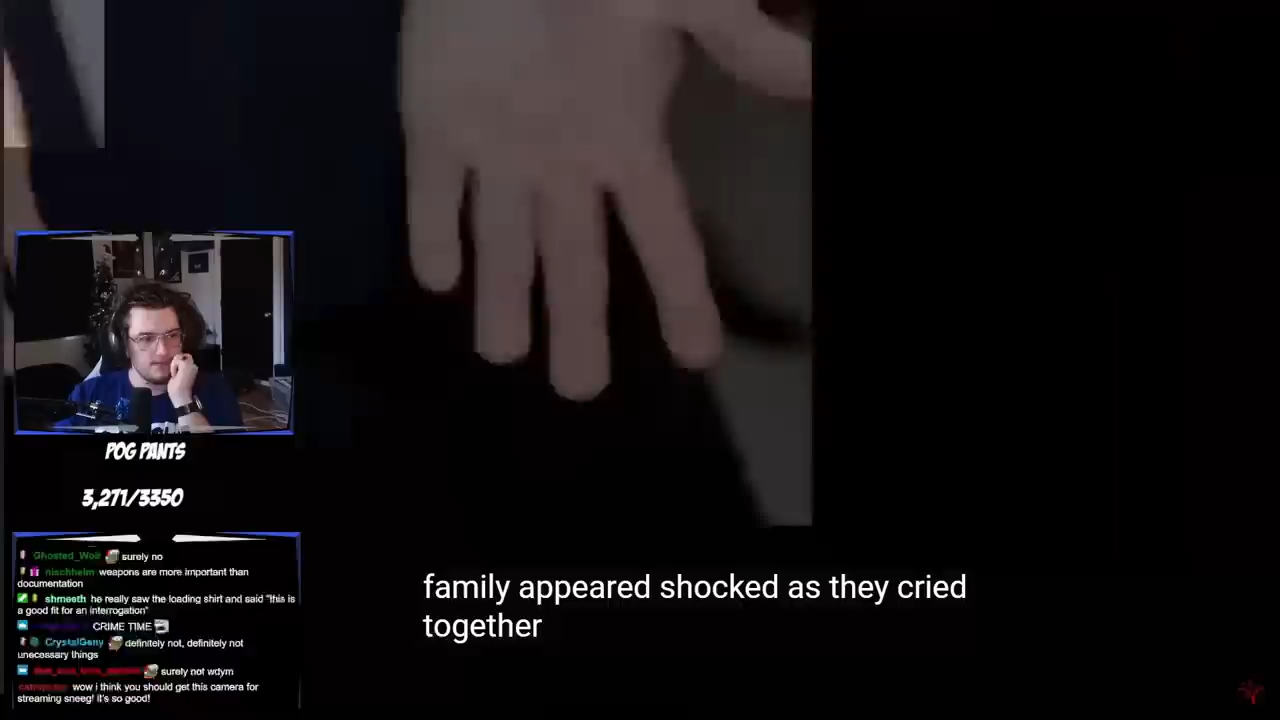 POG PANTS
3,271/3350
Ghosted_Wolf surely no
nischhelm weapons are more important than
documentation
shmeeth he really saw the loading shirt and said "this is
a good fit for an interrogation"
CRIME TIME
CrystalGany definitely not, definitely not
unecessary things
surely not wdym
wow i think you should get this camera for
streaming sneeg! it's so good!
family appeared shocked as they cried
together